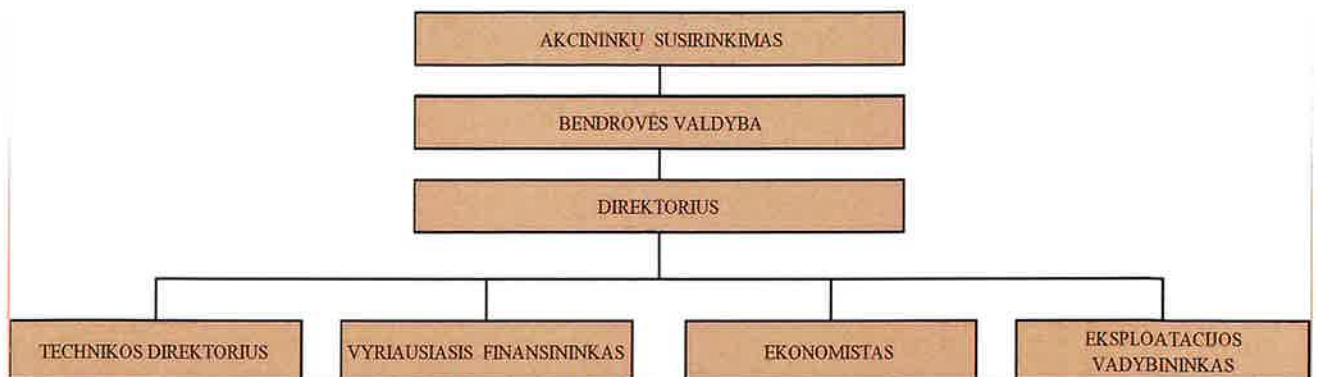 AKCININKŲ SUSIRINKIMAS
BENDROVĖS VALDYBA
DIREKTORIUS
TECHNIKOS DIREKTORIUS
VYRIAUSIASIS FINANSININKAS
EKONOMISTAS
EKSPLOATACIJOS
VADYBININKAS